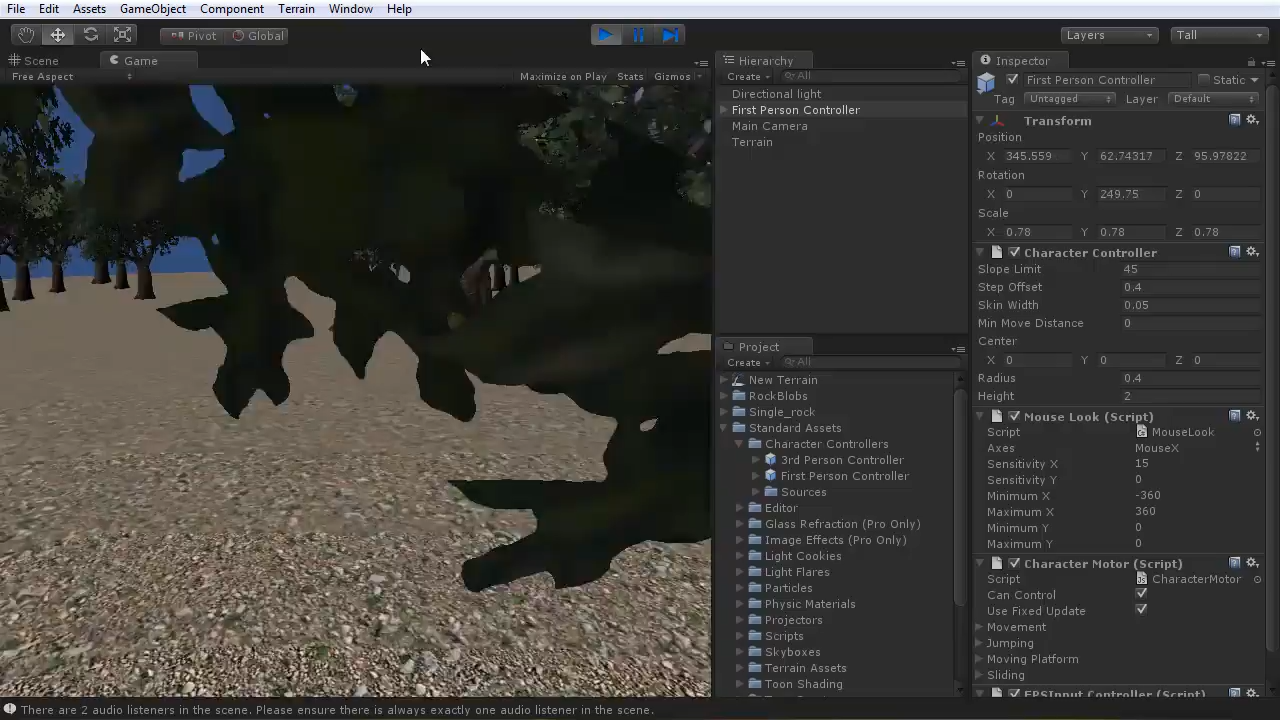 File Edit Assets GameObject Component Terrain Window Help
Pivot Global Layers Tall
Scene Game
Free Aspect Maximize on Play Stats Gizmos
Hierarchy
Create All
Directional light
First Person Controller
Main Camera
Terrain
Project
Create All
New Terrain
RockBlobs
Single_rock
Standard Assets
Character Controllers
3rd Person Controller
First Person Controller
Sources
Editor
Glass Refraction (Pro Only)
Image Effects (Pro Only)
Light Cookies
Light Flares
Particles
Physic Materials
Projectors
Scripts
Skyboxes
Terrain Assets
Toon Shading
Inspector
First Person Controller Static
Tag Untagged Layer Default
Transform
Position
X 345.559 Y 62.74317 Z 95.97822
Rotation
X 0 Y 249.75 Z 0
Scale
X 0.78 Y 0.78 Z 0.78
Character Controller
Slope Limit 45
Step Offset 0.4
Skin Width 0.05
Min Move Distance 0
Center
X 0 Y 0 Z 0
Radius 0.4
Height 2
Mouse Look (Script)
Script MouseLook
Axes MouseX
Sensitivity X 15
Sensitivity Y 0
Minimum X -360
Maximum X 360
Minimum Y 0
Maximum Y 0
Character Motor (Script)
Script CharacterMotor
Can Control
Use Fixed Update
Movement
Jumping
Moving Platform
Sliding
FPSInput Controller (Script)
There are 2 audio listeners in the scene. Please ensure there is always exactly one audio listener in the scene.